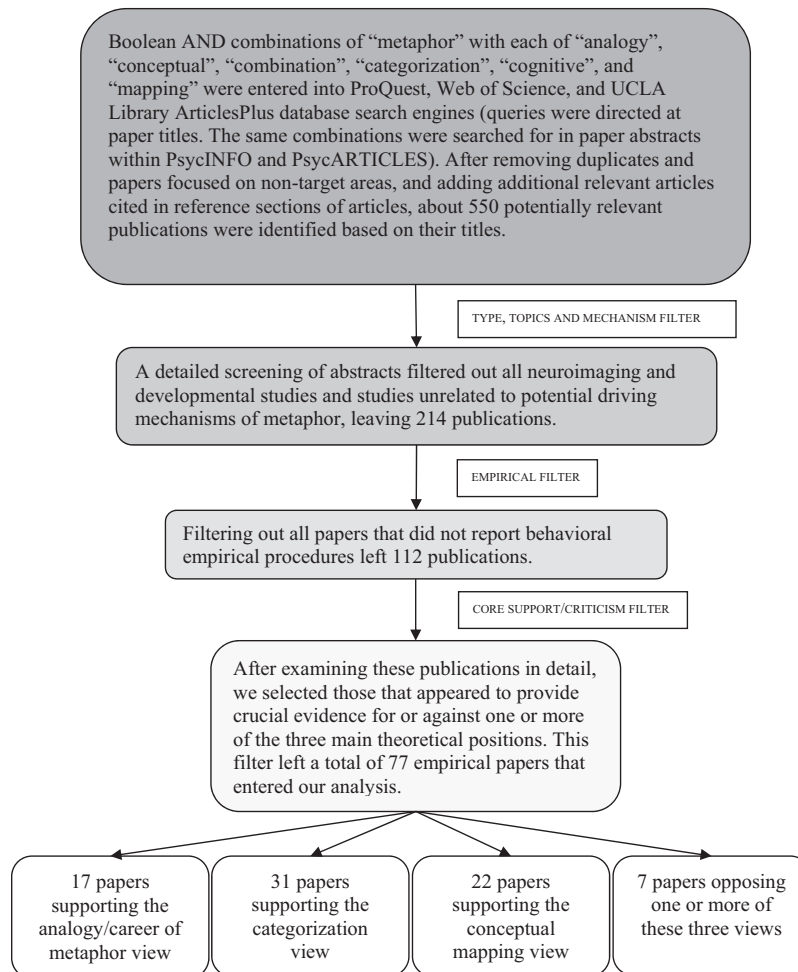 Boolean AND combinations of “metaphor” with each of “analogy”,
“conceptual”, “combination”, “categorization”, “cognitive”, and
“mapping” were entered into ProQuest, Web of Science, and UCLA
Library ArticlesPlus database search engines (queries were directed at
paper titles. The same combinations were searched for in paper abstracts
within PsycINFO and PsycARTICLES). After removing duplicates and
papers focused on non-target areas, and adding additional relevant articles
cited in reference sections of articles, about 550 potentially relevant
publications were identified based on their titles.
TYPE, TOPICS AND MECHANISM FILTER
A detailed screening of abstracts filtered out all neuroimaging and
developmental studies and studies unrelated to potential driving
mechanisms of metaphor, leaving 214 publications.
EMPIRICAL FILTER
Filtering out all papers that did not report behavioral
empirical procedures left 112 publications.
CORE SUPPORT/CRITICISM FILTER
After examining these publications in detail,
we selected those that appeared to provide
crucial evidence for or against one or more
of the three main theoretical positions. This
filter left a total of 77 empirical papers that
entered our analysis.
17 papers
supporting the
analogy/career of
metaphor view
31 papers
supporting the
categorization
view
22 papers
supporting the
conceptual
mapping view
7 papers opposing
one or more of
these three views